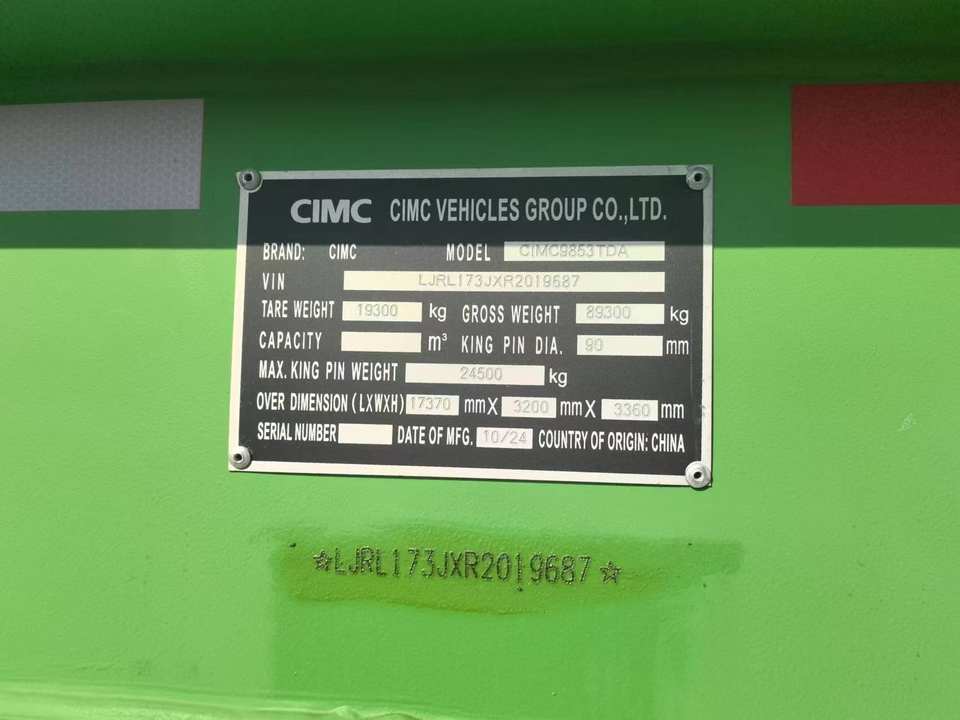 CIMC CIMC VEHICLES GROUP CO.,LTD.
BRAND: CIMC MODEL CIMC9853TDA
VIN LJRL173JXR2019687
TARE WEIGHT 19300 kg GROSS WEIGHT 89300 kg
CAPACITY m³ KING PIN DIA. 90 mm
MAX. KING PIN WEIGHT 24500 kg
OVER DIMENSION (LXWXH) 17370 mm X 3200 mm X 3360 mm
SERIAL NUMBER DATE OF MFG. 10/24 COUNTRY OF ORIGIN: CHINA
☆LJRL173JXR2019687☆